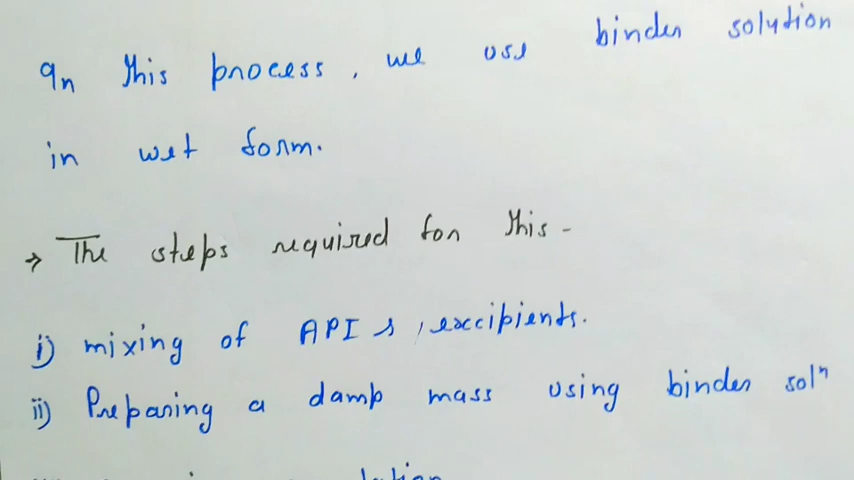 In this process, we use binder solution
in wet form.
→ The steps required for this -
i) mixing of API s, excipients.
ii) Preparing a damp mass using binder solⁿ